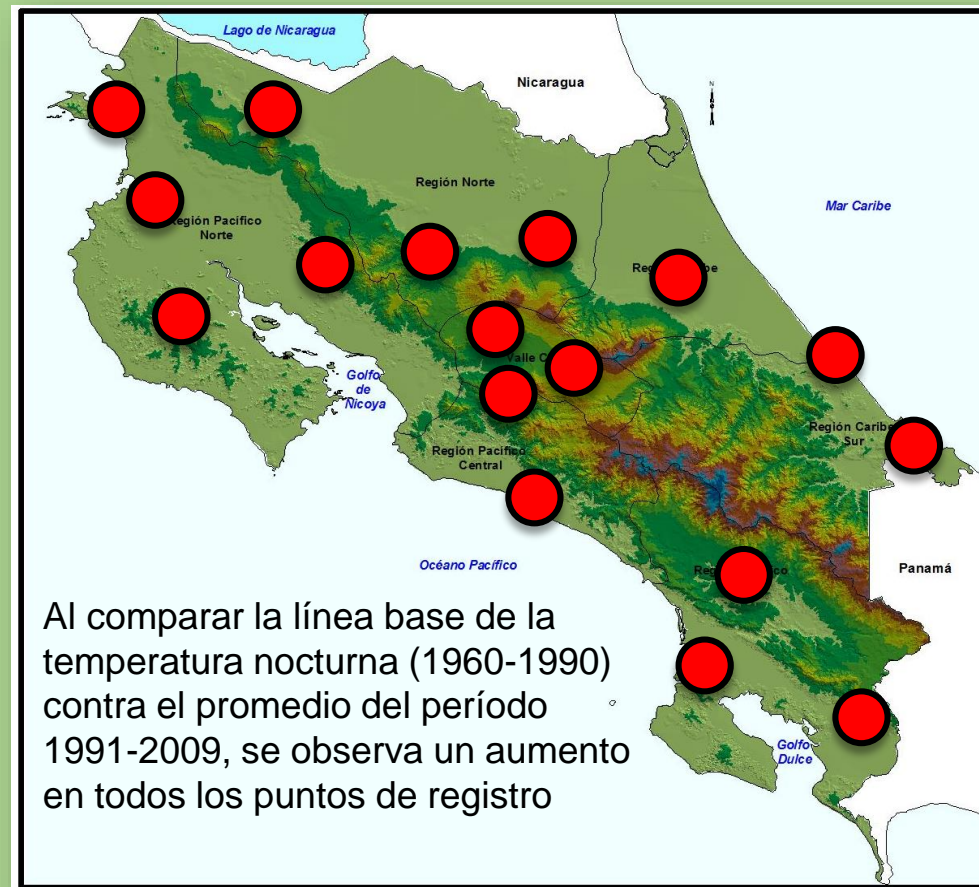 Lago de Nicaragua
Nicaragua
N
Región Norte
Mar Caribe
Región Pacífico
Norte
Valle
Golfo
de
Nicoya
Región Caribe
Sur
Región Pacífico
Central
Océano Pacífico
Panamá
Golfo
Dulce
Al comparar la línea base de la
temperatura nocturna (1960-1990)
contra el promedio del período
1991-2009, se observa un aumento
en todos los puntos de registro